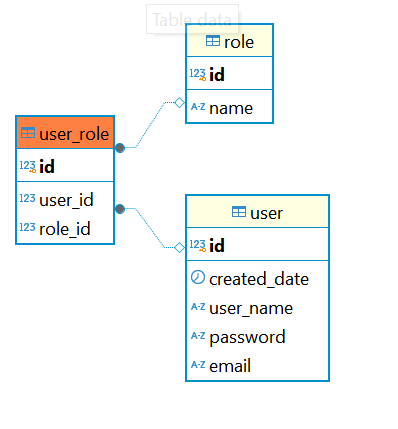 Table data
role
123 id
A-Z name
user_role
123 id
123 user_id
123 role_id
user
123 id
created_date
A-Z user_name
A-Z password
A-Z email